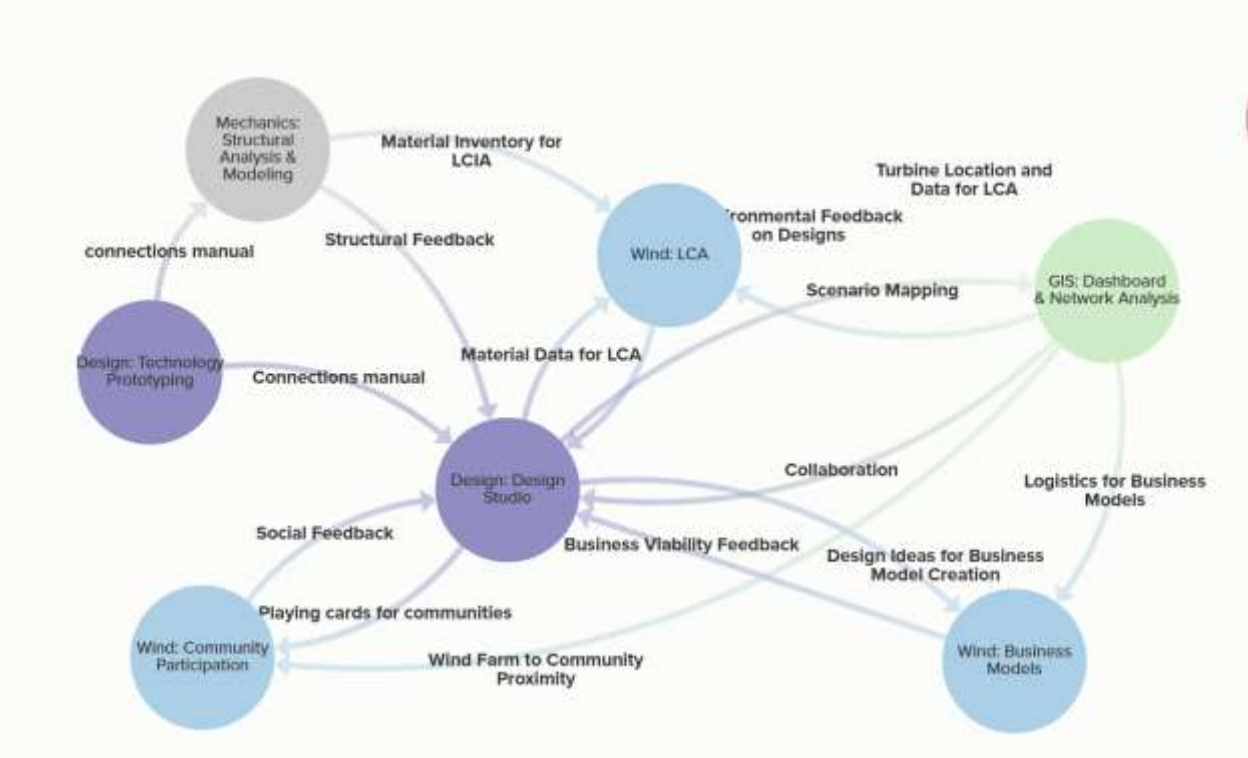 Mechanics:
Structural
Analysis &
Modeling
Material Inventory for
LCIA
Turbine Location and
Data for LCA
ronmental Feedback
on Designs
connections manual
Structural Feedback
Wind: LCA
GIS: Dashboard
& Network Analysis
Scenario Mapping
Design: Technology
Prototyping
Connections manual
Material Data for LCA
Design: Design
Studio
Collaboration
Logistics for Business
Models
Social Feedback
Business Viability Feedback
Design Ideas for Business
Model Creation
Playing cards for communities
Wind: Community
Participation
Wind Farm to Community
Proximity
Wind: Business
Models